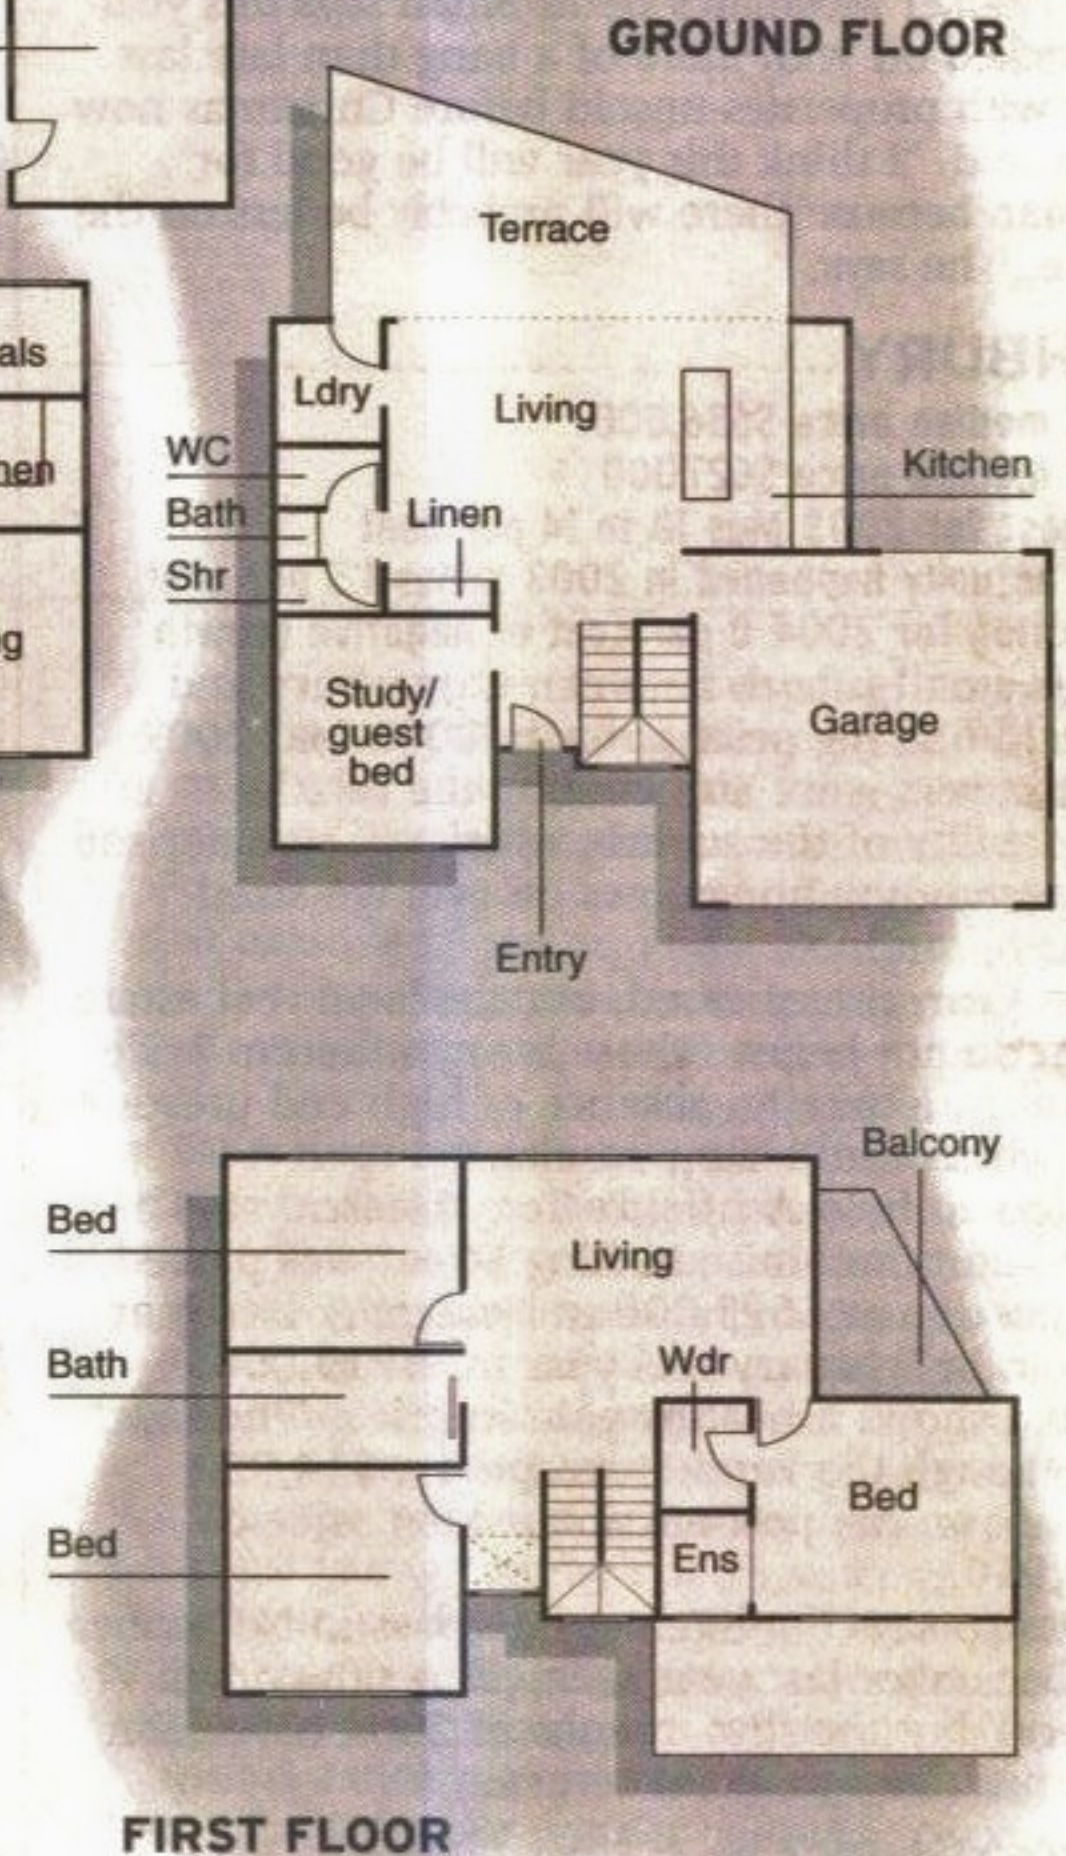 GROUND FLOOR
Terrace
als
Ldry
Living
WC
Kitchen
Bath
Linen
Shr
Study/
guest
bed
Garage
Entry
Balcony
Bed
Living
Bath
Wdr
Bed
Bed
Ens
FIRST FLOOR